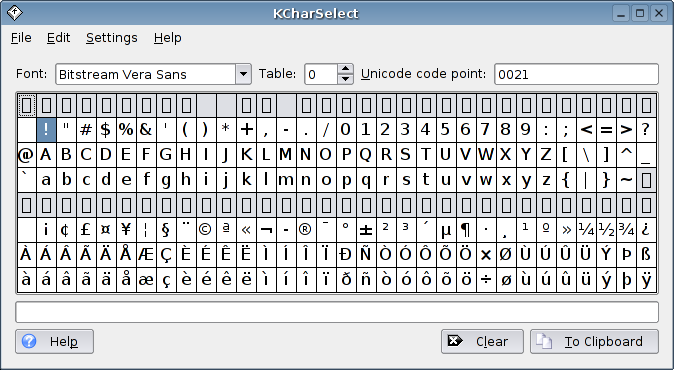 KCharSelect
File Edit Settings Help
Font: Bitstream Vera Sans Table: 0 Unicode code point: 0021
! " # $ % & ' ( ) * + , - . / 0 1 2 3 4 5 6 7 8 9 : ; < = > ?
@ A B C D E F G H I J K L M N O P Q R S T U V W X Y Z [ \ ] ^ _
` a b c d e f g h i j k l m n o p q r s t u v w x y z { | } ~
¡ ¢ £ ¤ ¥ ¦ § ¨ © ª « ¬ - ® ¯ ° ± ² ³ ´ µ ¶ · ¸ ¹ º » ¼ ½ ¾ ¿
À Á Â Ã Ä Å Æ Ç È É Ê Ë Ì Í Î Ï Ð Ñ Ò Ó Ô Õ Ö × Ø Ù Ú Û Ü Ý Þ ß
à á â ã ä å æ ç è é ê ë ì í î ï ð ñ ò ó ô õ ö ÷ ø ù ú û ü ý þ ÿ
Help Clear To Clipboard